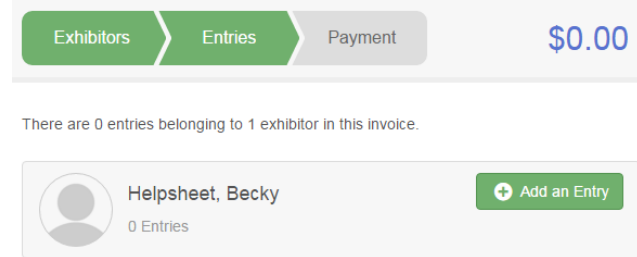 Exhibitors Entries Payment $0.00
There are 0 entries belonging to 1 exhibitor in this invoice.
Helpsheet, Becky Add an Entry
0 Entries